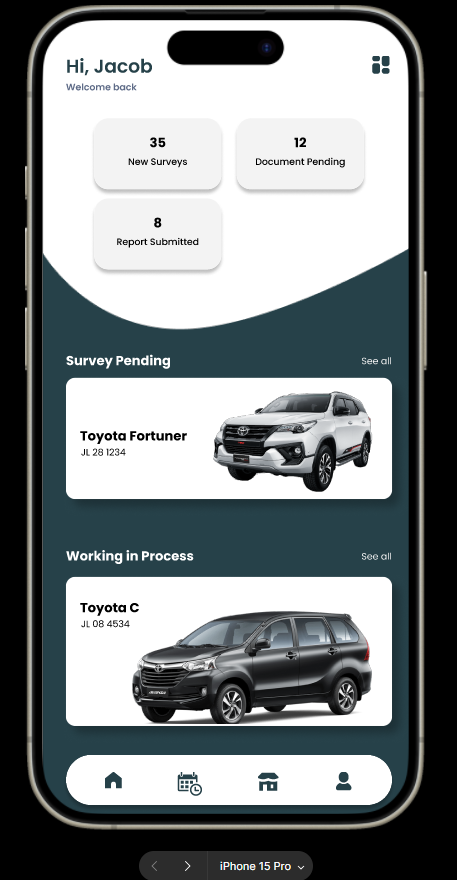 Hi, Jacob
Welcome back
35
New Surveys
12
Document Pending
8
Report Submitted
Survey Pending
See all
Toyota Fortuner
JL 28 1234
Working in Process
See all
Toyota C
JL 08 4534
iPhone 15 Pro